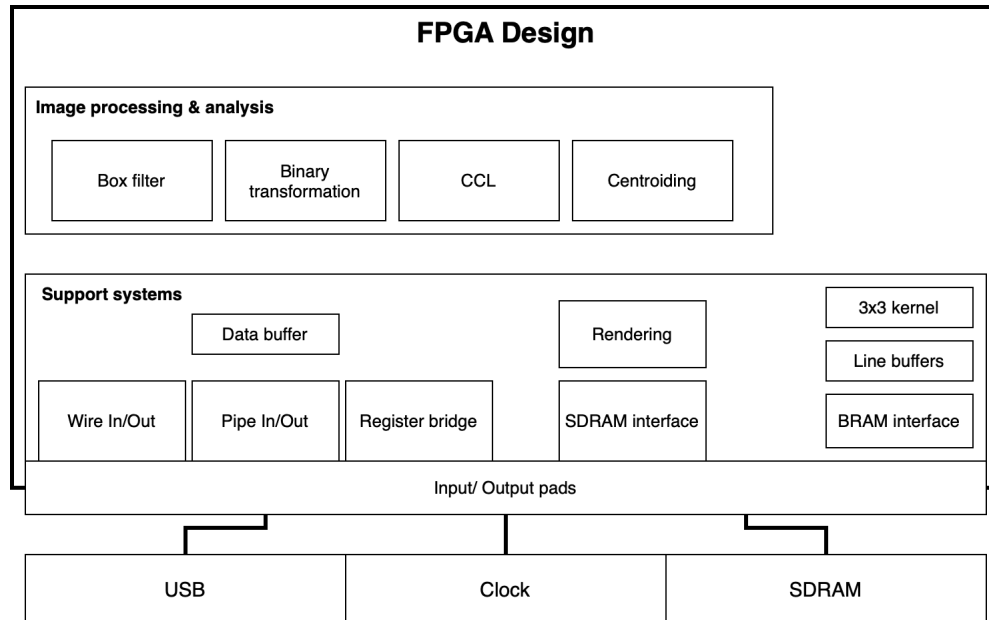 FPGA Design
Image processing & analysis
Box filter
Binary
transformation
CCL
Centroiding
Support systems
Data buffer
Rendering
3x3 kernel
Line buffers
Wire In/Out
Pipe In/Out
Register bridge
SDRAM interface
BRAM interface
Input/ Output pads
USB
Clock
SDRAM